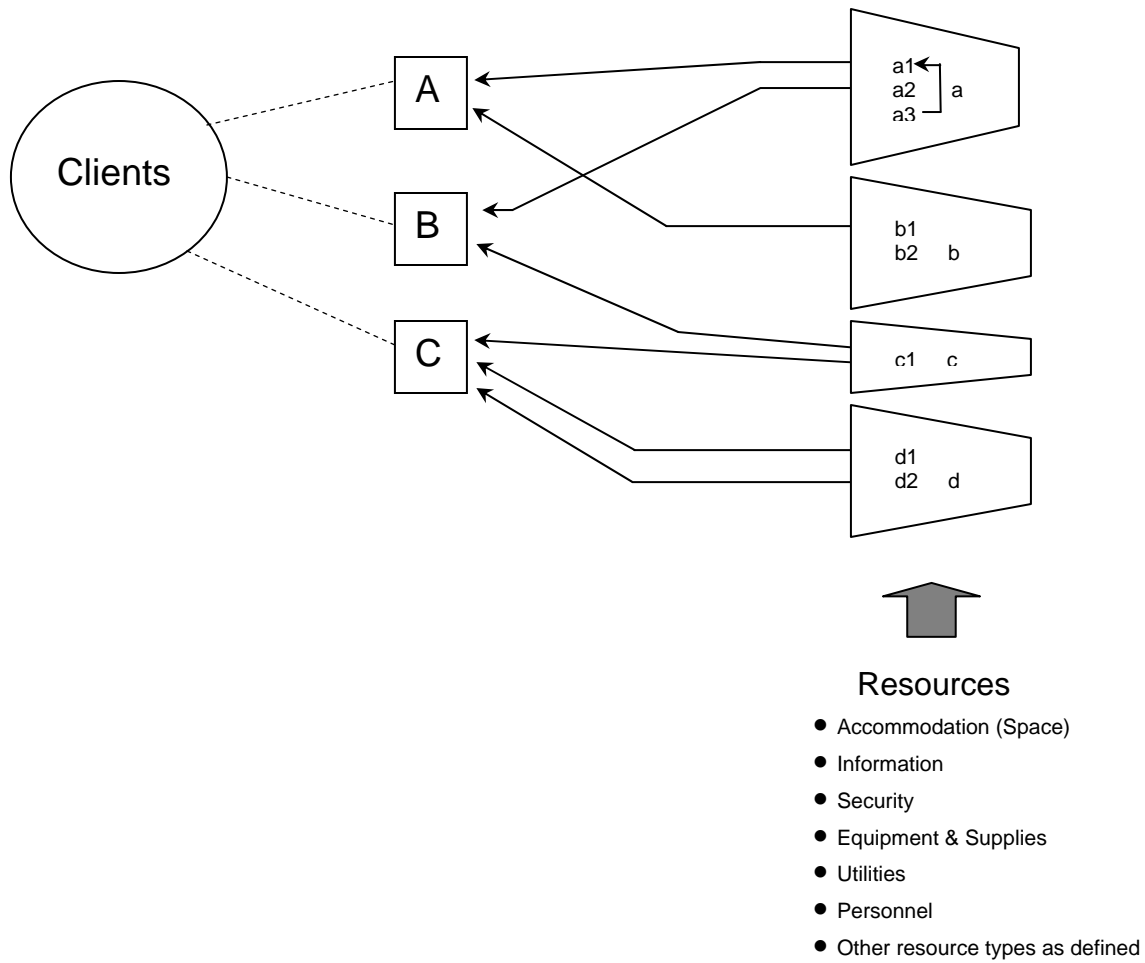 Clients
A
B
C
a1
a2 a
a3
b1
b2 b
c1 c
d1
d2 d
Resources
● Accommodation (Space)
● Information
● Security
● Equipment & Supplies
● Utilities
● Personnel
● Other resource types as defined